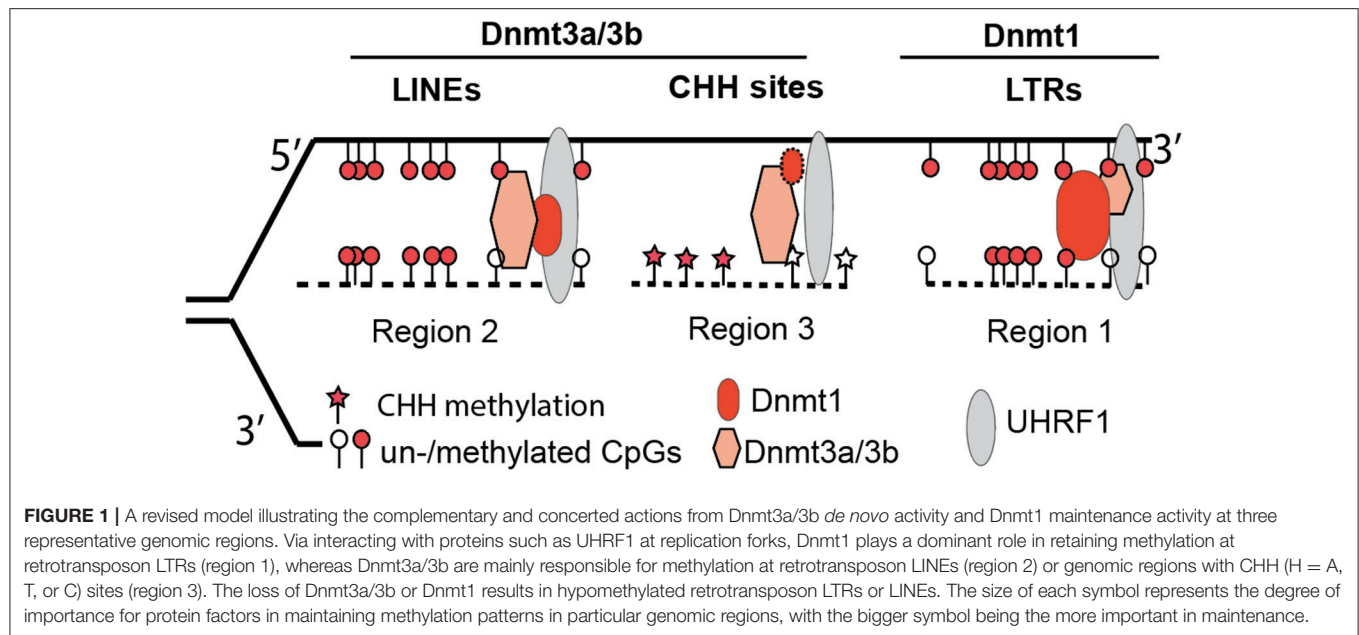 Dnmt3a/3b Dnmt1
LINEs CHH sites LTRs
5′ 3′
Region 2 Region 3 Region 1
3′
CHH methylation Dnmt1 UHRF1
un-/methylated CpGs Dnmt3a/3b
FIGURE 1 | A revised model illustrating the complementary and concerted actions from Dnmt3a/3b de novo activity and Dnmt1 maintenance activity at three
representative genomic regions. Via interacting with proteins such as UHRF1 at replication forks, Dnmt1 plays a dominant role in retaining methylation at
retrotransposon LTRs (region 1), whereas Dnmt3a/3b are mainly responsible for methylation at retrotransposon LINEs (region 2) or genomic regions with CHH (H = A,
T, or C) sites (region 3). The loss of Dnmt3a/3b or Dnmt1 results in hypomethylated retrotransposon LTRs or LINEs. The size of each symbol represents the degree of
importance for protein factors in maintaining methylation patterns in particular genomic regions, with the bigger symbol being the more important in maintenance.